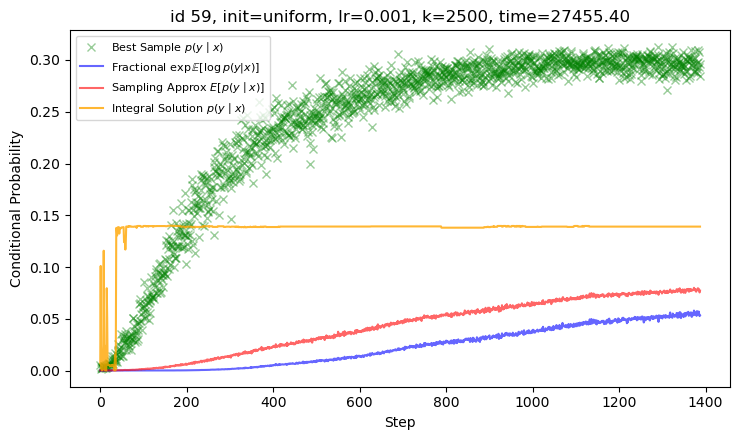 id 59, init=uniform, lr=0.001, k=2500, time=27455.40
Best Sample p(y | x)
Fractional exp𝔼[log p(y|x)]
Sampling Approx E[p(y | x)]
Integral Solution p(y | x)
Conditional Probability
0.30
0.25
0.20
0.15
0.10
0.05
0.00
0 200 400 600 800 1000 1200 1400
Step